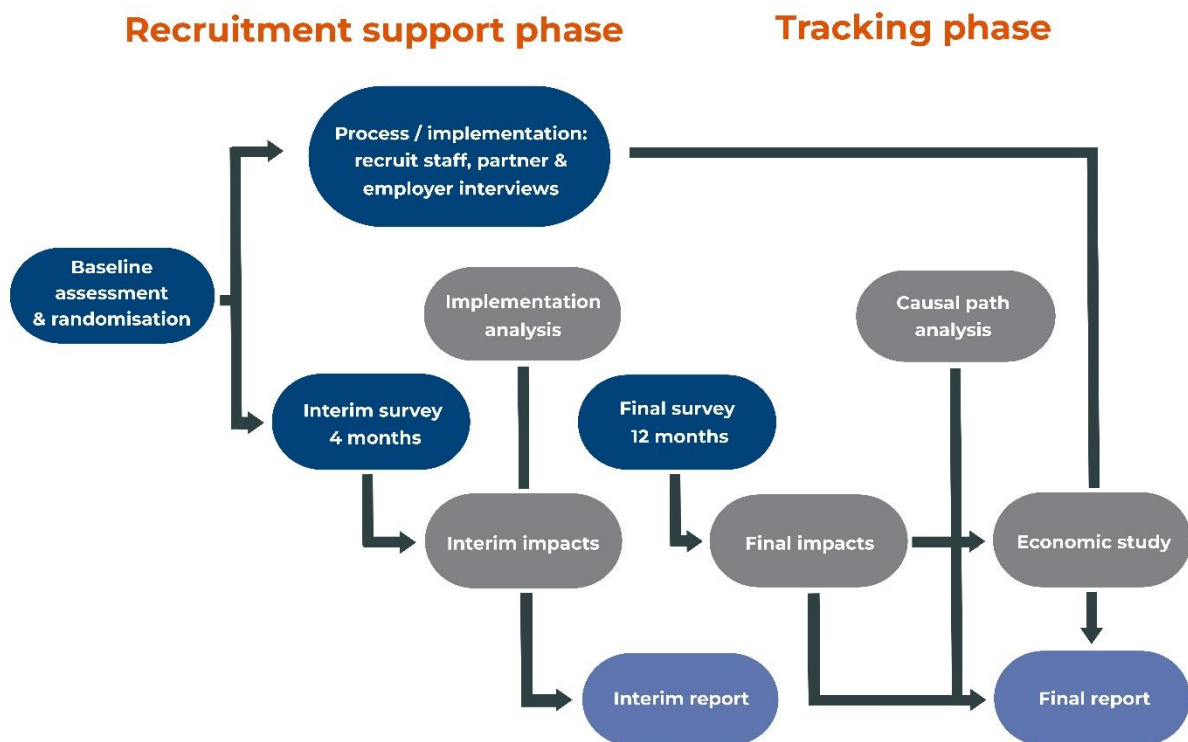 Recruitment support phase
Tracking phase
Process / implementation:
recruit staff, partner &
employer interviews
Baseline
assessment
& randomisation
Implementation
analysis
Causal path
analysis
Interim survey
4 months
Final survey
12 months
Interim impacts
Final impacts
Economic study
Interim report
Final report